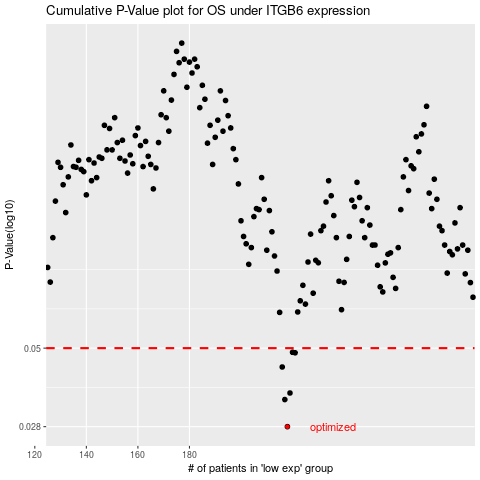 Cumulative P-Value plot for OS under ITGB6 expression
P-Value(log10)
0.05
0.028
optimized
120 140 160 180
# of patients in 'low exp' group